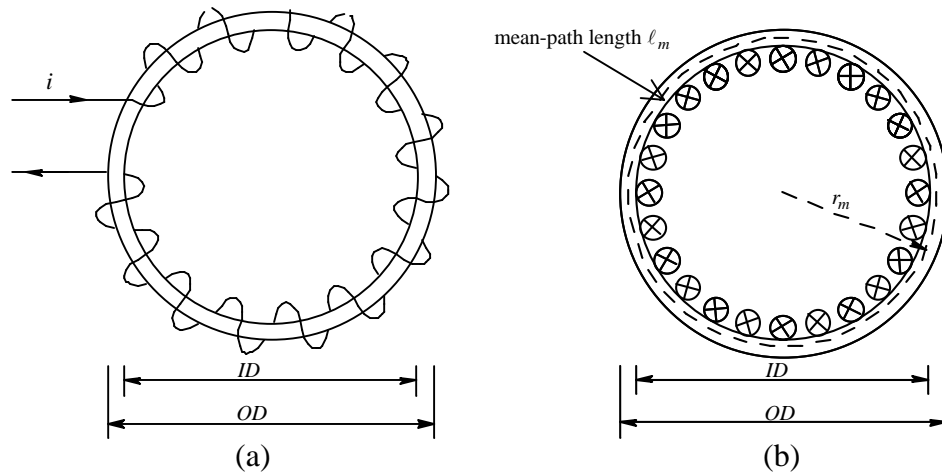 i
ID
OD
(a)
mean-path length ℓm
rm
ID
OD
(b)